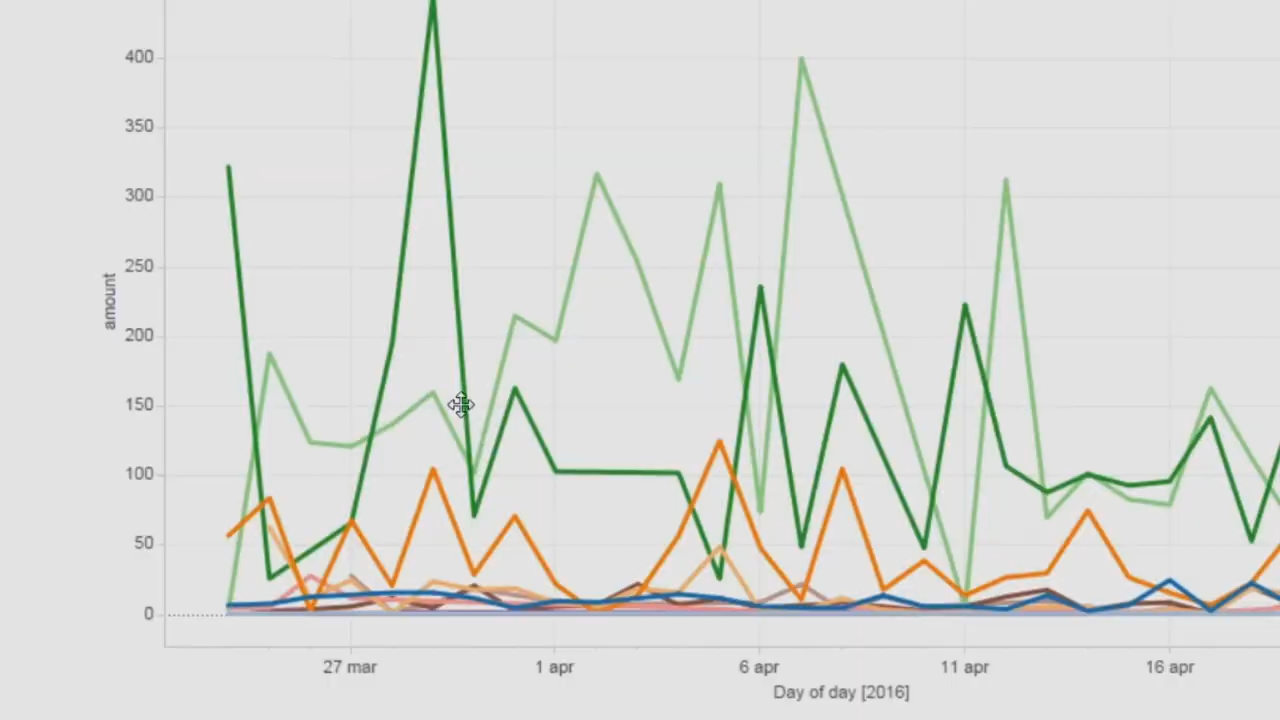 400
350
300
250
200
150
100
50
0
amount
27 mar
1 apr
6 apr
11 apr
16 apr
Day of day [2016]